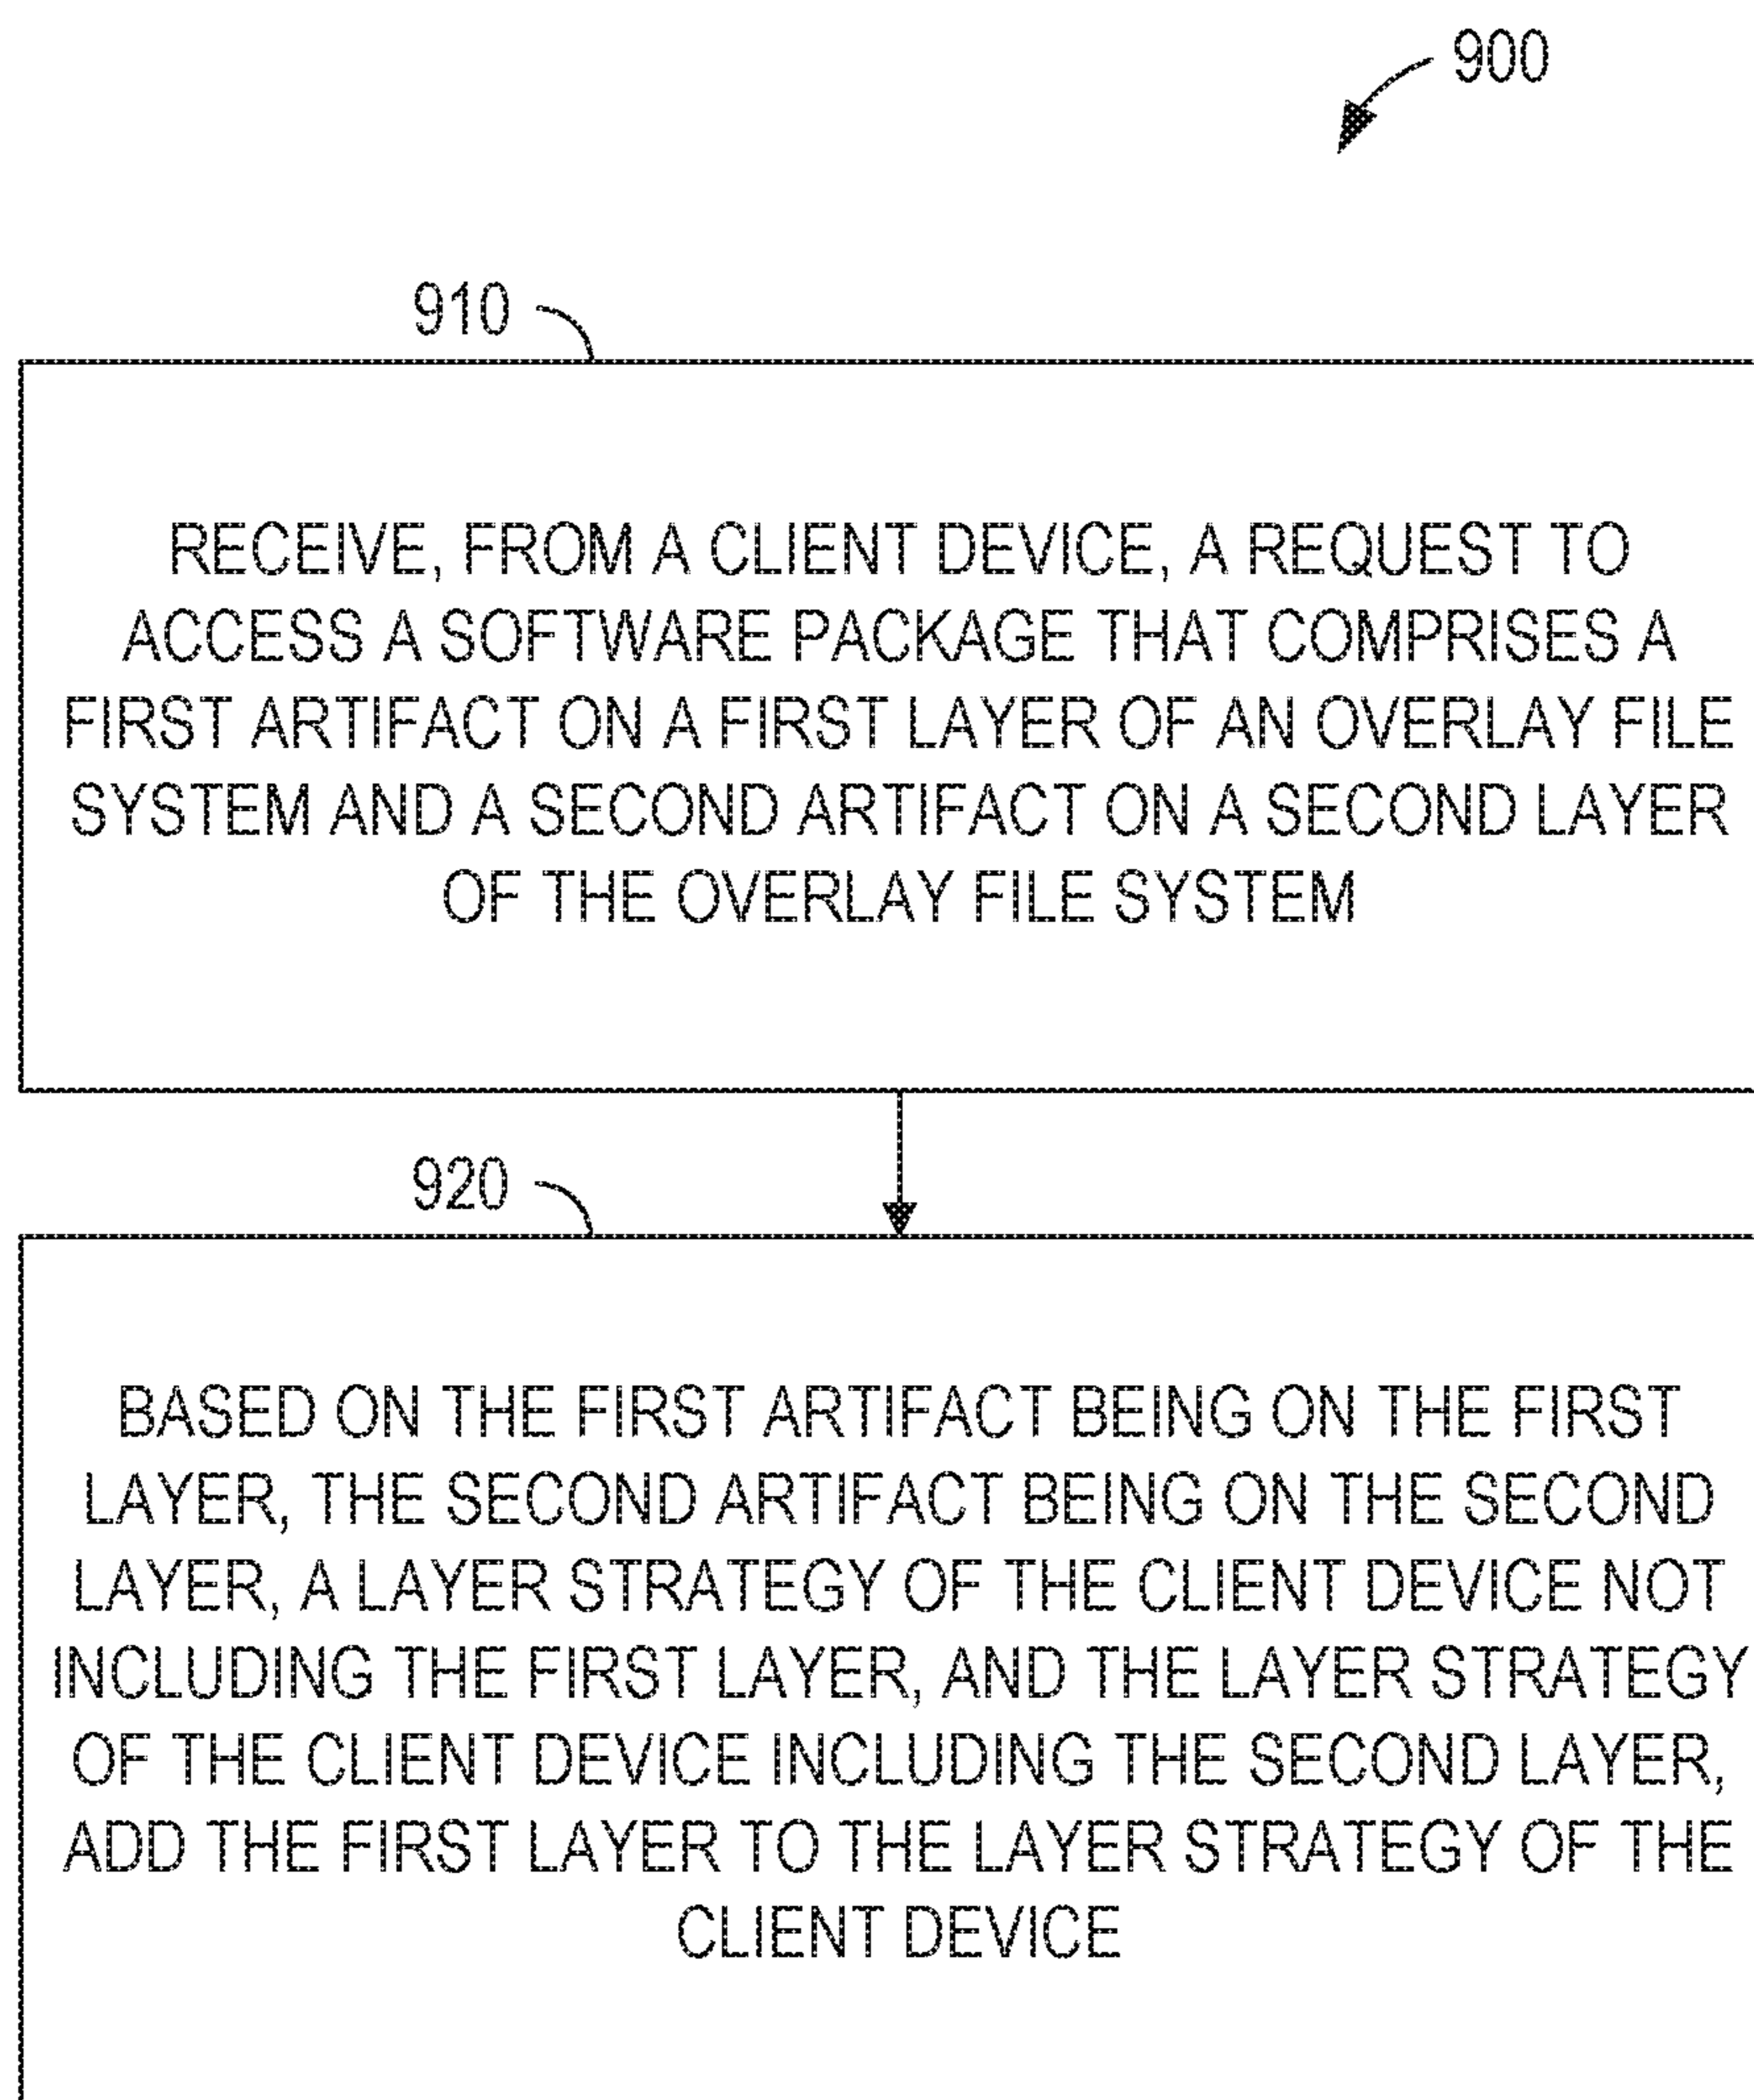 900
910
RECEIVE, FROM A CLIENT DEVICE, A REQUEST TO
ACCESS A SOFTWARE PACKAGE THAT COMPRISES A
FIRST ARTIFACT ON A FIRST LAYER OF AN OVERLAY FILE
SYSTEM AND A SECOND ARTIFACT ON A SECOND LAYER
OF THE OVERLAY FILE SYSTEM
920
BASED ON THE FIRST ARTIFACT BEING ON THE FIRST
LAYER, THE SECOND ARTIFACT BEING ON THE SECOND
LAYER, A LAYER STRATEGY OF THE CLIENT DEVICE NOT
INCLUDING THE FIRST LAYER, AND THE LAYER STRATEGY
OF THE CLIENT DEVICE INCLUDING THE SECOND LAYER,
ADD THE FIRST LAYER TO THE LAYER STRATEGY OF THE
CLIENT DEVICE